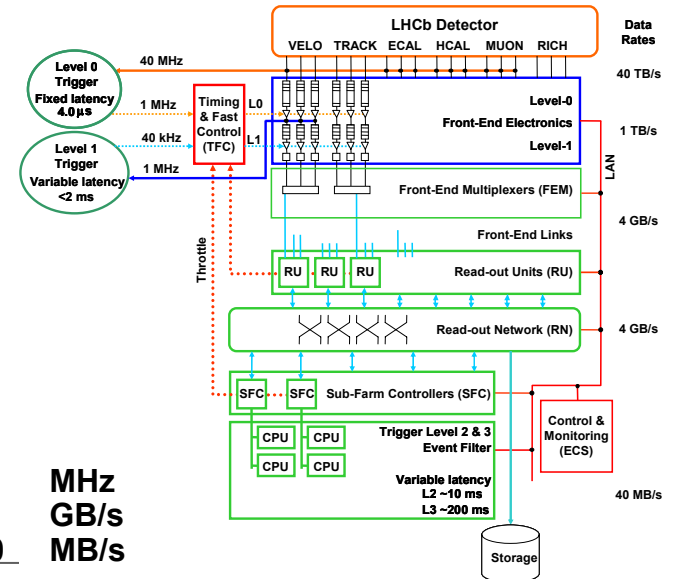 LHCb Detector
VELO TRACK ECAL HCAL MUON RICH
Data
Rates
40 MHz
40 TB/s
Level 0
Trigger
Fixed latency
4.0 µs
1 MHz
Timing
& Fast
Control
(TFC)
L0
Level-0
Front-End Electronics
1 TB/s
40 kHz
L1
Level-1
Level 1
Trigger
Variable latency
<2 ms
1 MHz
LAN
Front-End Multiplexers (FEM)
4 GB/s
Front-End Links
Throttle
RU RU RU
Read-out Units (RU)
Read-out Network (RN)
4 GB/s
SFC SFC
Sub-Farm Controllers (SFC)
CPU CPU
CPU CPU
Trigger Level 2 & 3
Event Filter
Control &
Monitoring
(ECS)
Variable latency
L2 ~10 ms
L3 ~200 ms
40 MB/s
Storage
MHz
GB/s
MB/s